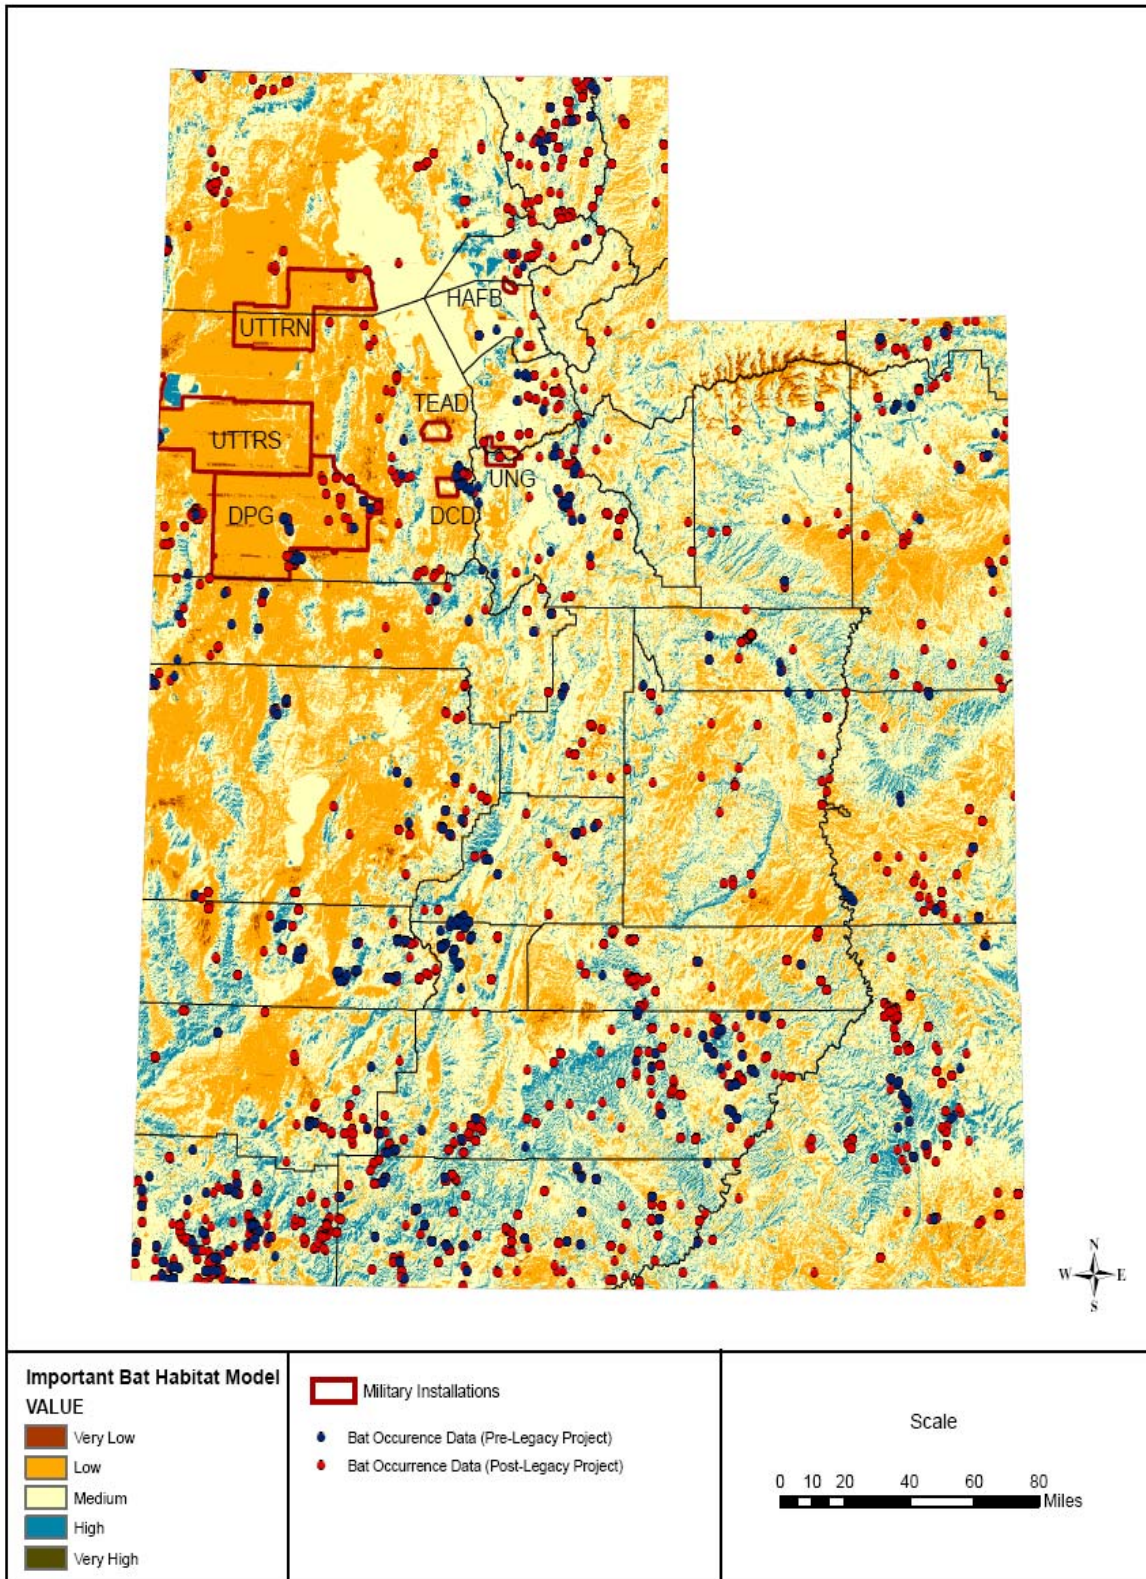 HAFB
UTTRN
TEAD
UTTRS
UNG
DPG
DCD
N
W E
S
Important Bat Habitat Model
VALUE
Very Low
Low
Medium
High
Very High
Military Installations
Bat Occurence Data (Pre-Legacy Project)
Bat Occurrence Data (Post-Legacy Project)
Scale
0 10 20 40 60 80
Miles